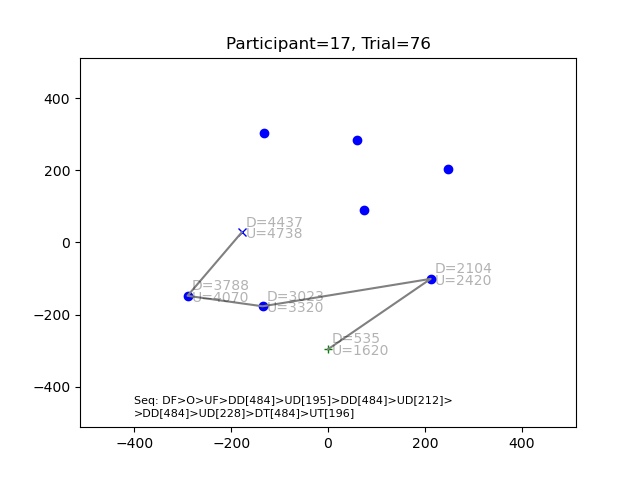 Participant=17, Trial=76
400
200
0
−200
−400
D=4437
U=4738
D=2104
U=2420
D=3788
U=4070
D=3023
U=3320
D=535
U=1620
Seq: DF>O>UF>DD[484]>UD[195]>DD[484]>UD[212]>
>DD[484]>UD[228]>DT[484]>UT[196]
−400 −200 0 200 400